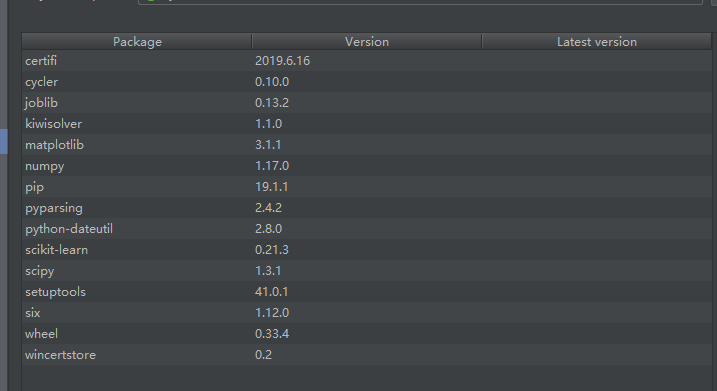 Package Version Latest version
certifi 2019.6.16
cycler 0.10.0
joblib 0.13.2
kiwisolver 1.1.0
matplotlib 3.1.1
numpy 1.17.0
pip 19.1.1
pyparsing 2.4.2
python-dateutil 2.8.0
scikit-learn 0.21.3
scipy 1.3.1
setuptools 41.0.1
six 1.12.0
wheel 0.33.4
wincertstore 0.2